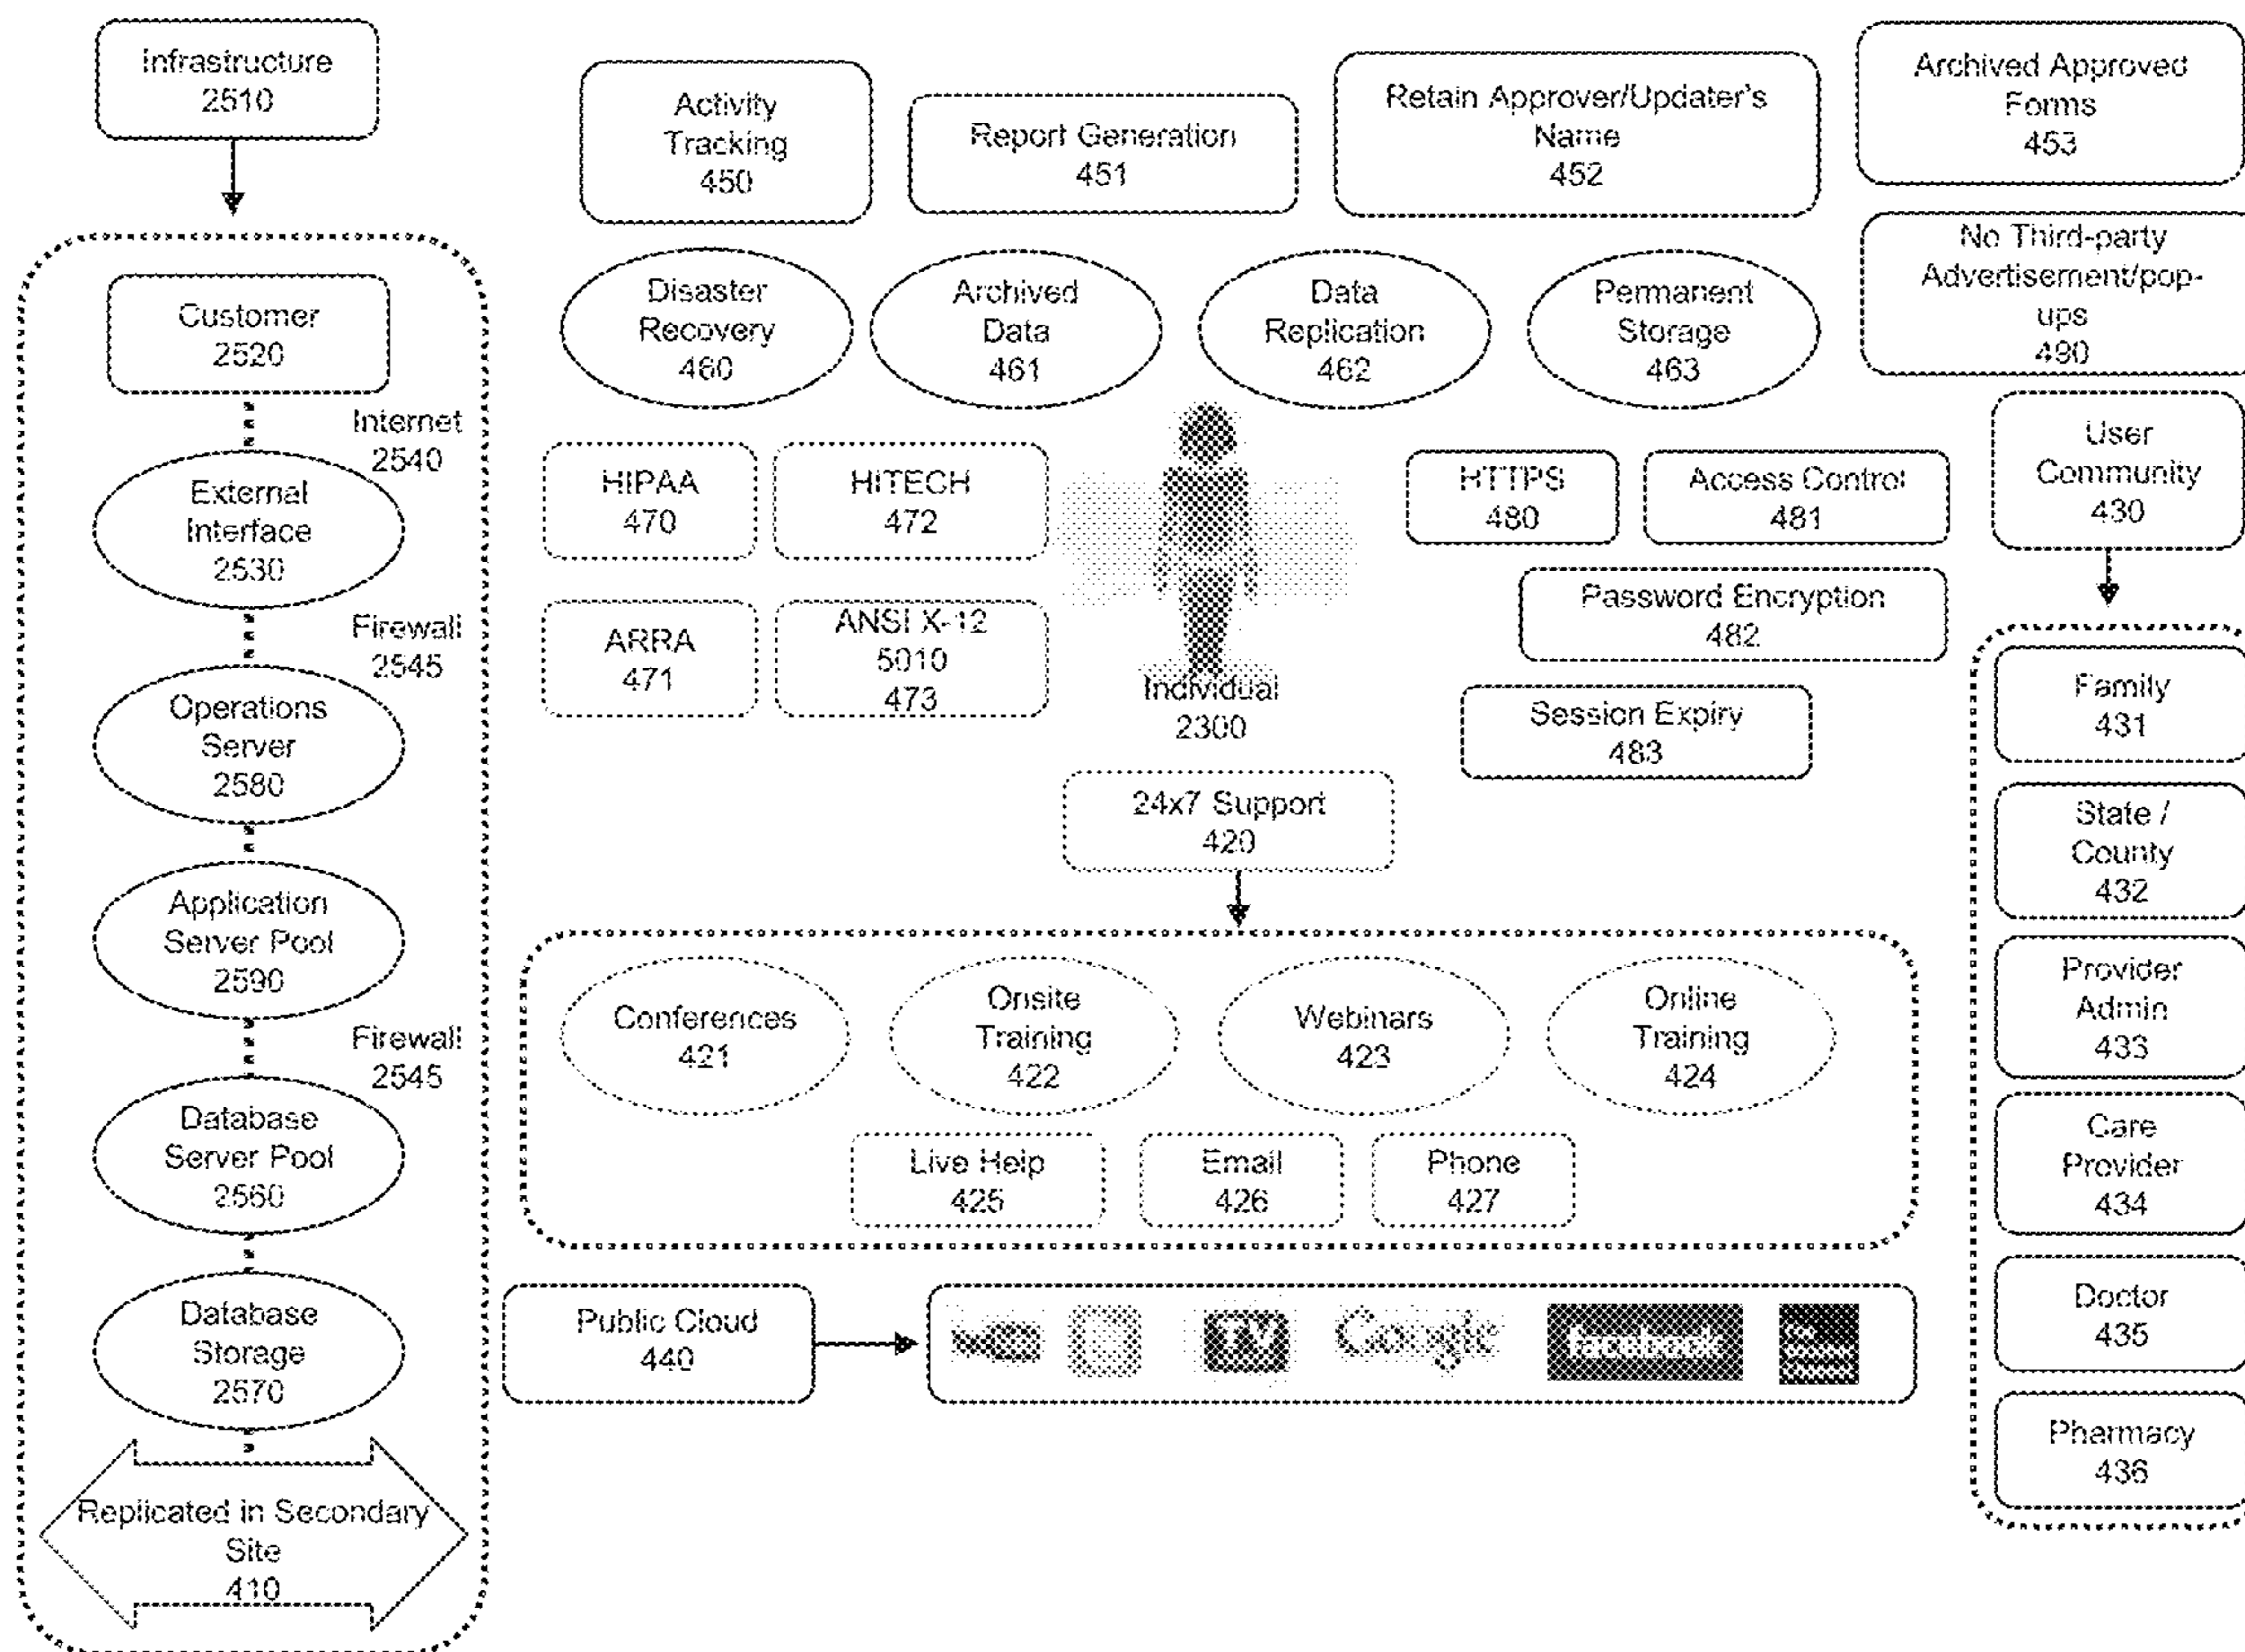 Infrastructure
2510
Customer
2520
Internet
2540
External
Interface
2530
Firewall
2545
Operations
Server
2580
Application
Server Pool
2590
Firewall
2545
Database
Server Pool
2560
Database
Storage
2570
Replicated in Secondary
Site
410
Activity
Tracking
450
Report Generation
451
Retain Approver/Updater's
Name
452
Archived Approved
Forms
453
Disaster
Recovery
460
Archived
Data
461
Data
Replication
462
Permanent
Storage
463
No Third-party
Advertisement/pop-
ups
490
HIPAA
470
HITECH
472
ARRA
471
ANSI X-12
5010
473
Individual
2300
HTTPS
480
Access Control
481
Password Encryption
482
Session Expiry
483
User
Community
430
Family
431
State /
County
432
Provider
Admin
433
Care
Provider
434
Doctor
435
Pharmacy
436
24x7 Support
420
Conferences
421
Onsite
Training
422
Webinars
423
Online
Training
424
Live Help
425
Email
426
Phone
427
Public Cloud
440
TV
Google
facebook